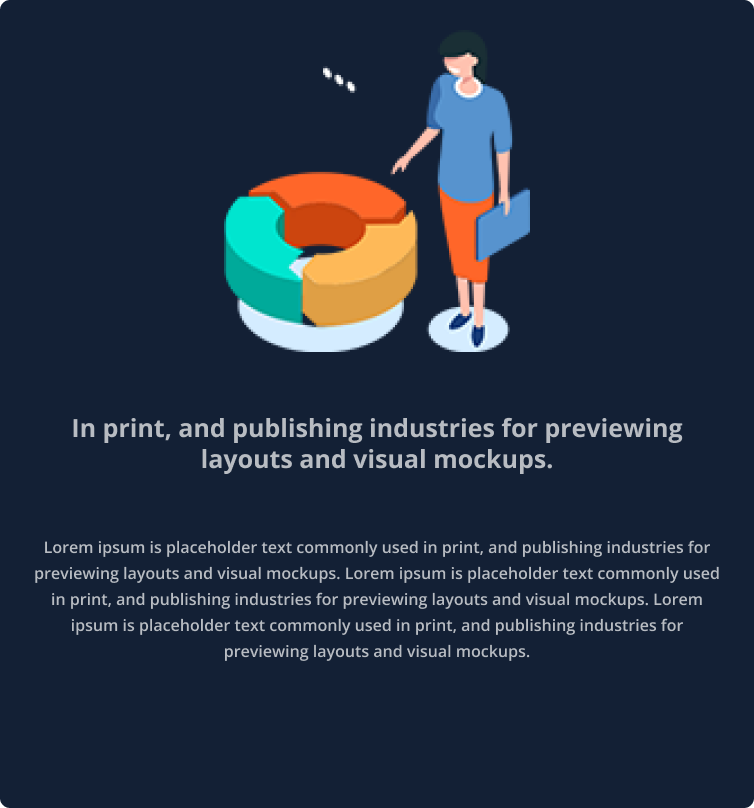 In print, and publishing industries for previewing
layouts and visual mockups.
Lorem ipsum is placeholder text commonly used in print, and publishing industries for
previewing layouts and visual mockups. Lorem ipsum is placeholder text commonly used
in print, and publishing industries for previewing layouts and visual mockups. Lorem
ipsum is placeholder text commonly used in print, and publishing industries for
previewing layouts and visual mockups.